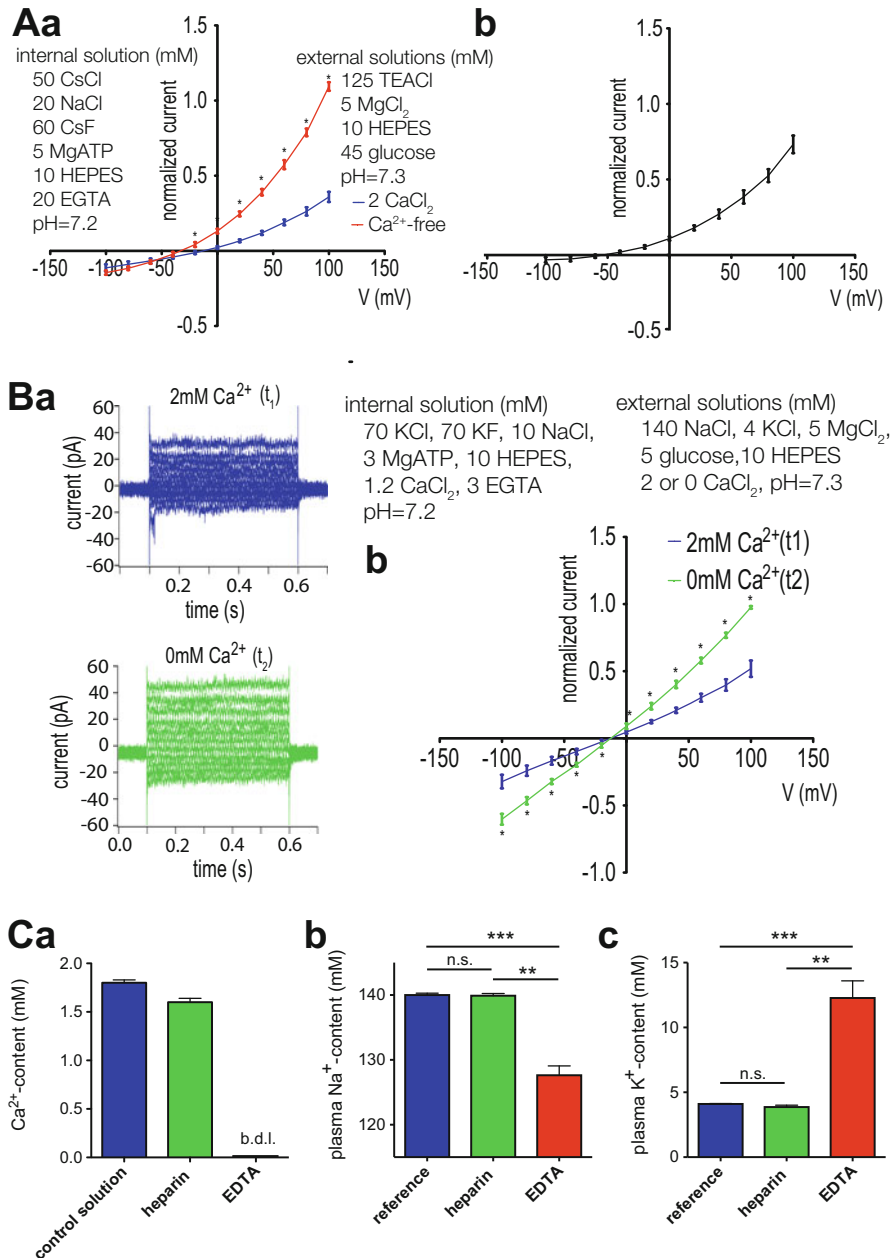 Aa
internal solution (mM)
50 CsCl
20 NaCl
60 CsF
5 MgATP
10 HEPES
20 EGTA
pH=7.2
normalized current
1.5
1.0
0.5
-0.5
-150 -100 -50 50 100 150
V (mV)
external solutions (mM)
125 TEACl
5 MgCl₂
10 HEPES
45 glucose
pH=7.3
2 CaCl₂
Ca²⁺-free
* * * * * * * *
b
normalized current
1.5
1.0
0.5
-0.5
-150 -100 -50 50 100 150
V (mV)
Ba
2mM Ca²⁺ (t₁)
current (pA)
60
40
20
0
-20
-40
-60
0.2 0.4 0.6
time (s)
0mM Ca²⁺ (t₂)
current (pA)
60
40
20
0
-20
-40
-60
0.0 0.2 0.4 0.6
time (s)
internal solution (mM)
70 KCl, 70 KF, 10 NaCl,
3 MgATP, 10 HEPES,
1.2 CaCl₂, 3 EGTA
pH=7.2
external solutions (mM)
140 NaCl, 4 KCl, 5 MgCl₂,
5 glucose,10 HEPES
2 or 0 CaCl₂, pH=7.3
b
normalized current
1.5
1.0
0.5
-0.5
-1.0
-150 -100 -50 0 50 100 150
V (mV)
2mM Ca²⁺(t1)
0mM Ca²⁺(t2)
* * * * * * * * * * *
Ca
Ca²⁺-content (mM)
2.0
1.5
1.0
0.5
0.0
b.d.l.
control solution
heparin
EDTA
b
plasma Na⁺-content (mM)
140
130
120
***
n.s.
**
reference
heparin
EDTA
c
plasma K⁺-content (mM)
15
10
5
0
***
**
n.s.
reference
heparin
EDTA